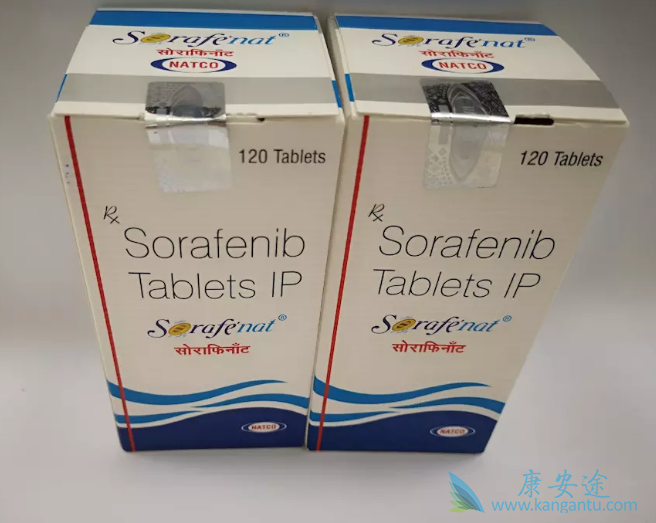 Sorafenat®
सोराफिनॉट
NATCO
120 Tablets
Rx
Sorafenib
Tablets IP
Sorafenat®
सोराफिनाँट
NATCO
Sorafenat®
सोराफिनॉट
NATCO
120 Tablets
Rx
Sorafenib
Tablets IP
Sorafenat®
सोराफिनाँट
NATCO
康安途
www.kangantu.com